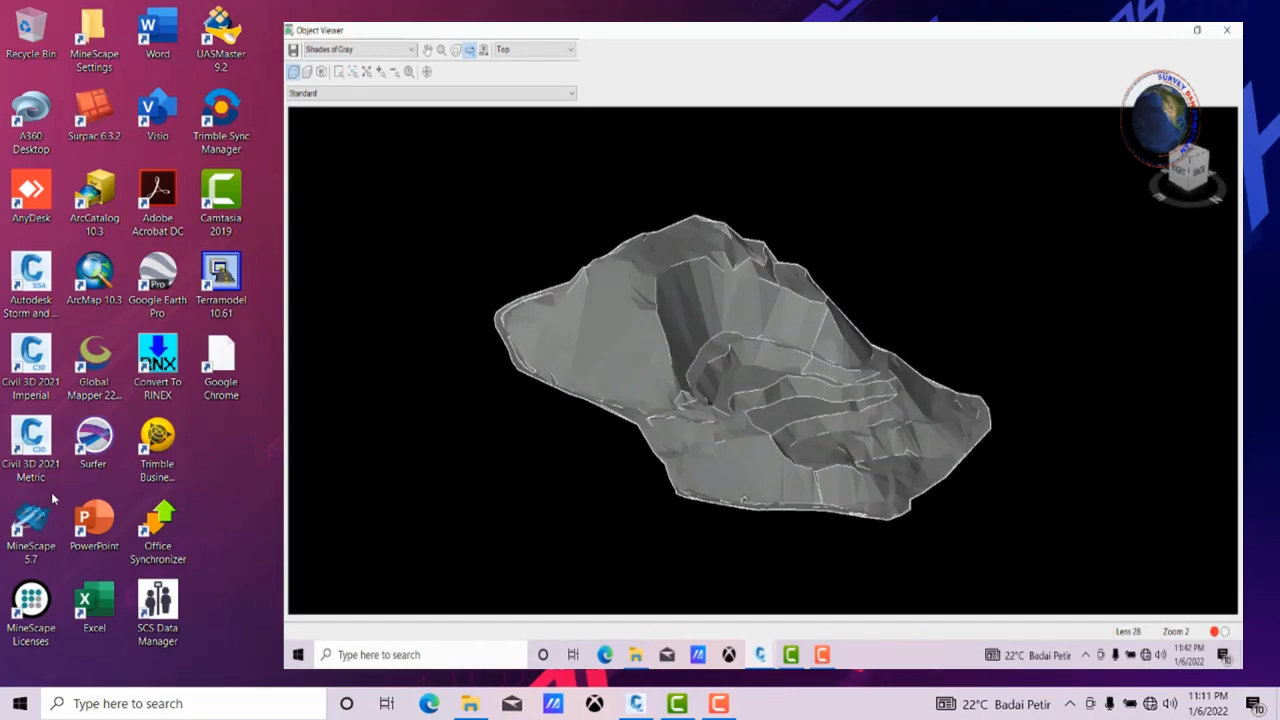 Recycle Bin
MineScape
Settings
Word
UASMaster
9.2
A360
Desktop
Surpac 6.3.2
Visio
Trimble Sync
Manager
AnyDesk
ArcCatalog
10.3
Adobe
Acrobat DC
Camtasia
2019
Autodesk
Storm and ...
ArcMap 10.3
Google Earth
Pro
Terramodel
10.61
Civil 3D 2021
Imperial
Global
Mapper 22...
Convert To
RINEX
Google
Chrome
Civil 3D 2021
Metric
Surfer
Trimble
Busine...
MineScape
5.7
PowerPoint
Office
Synchronizer
MineScape
Licenses
Excel
SCS Data
Manager
Object Viewer
Shades of Gray
Top
Standard
SURVEY
RIGHT
BACK
Lens 28
Zoom 2
Type here to search
22°C Badai Petir
11:42 PM
1/6/2022
Type here to search
22°C Badai Petir
11:11 PM
1/6/2022
10